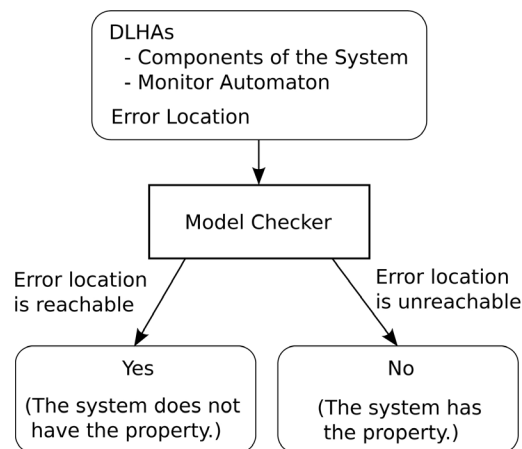 DLHAs
- Components of the System
- Monitor Automaton
Error Location
Model Checker
Error location
is reachable
Error location
is unreachable
Yes
(The system does not
have the property.)
No
(The system has
the property.)